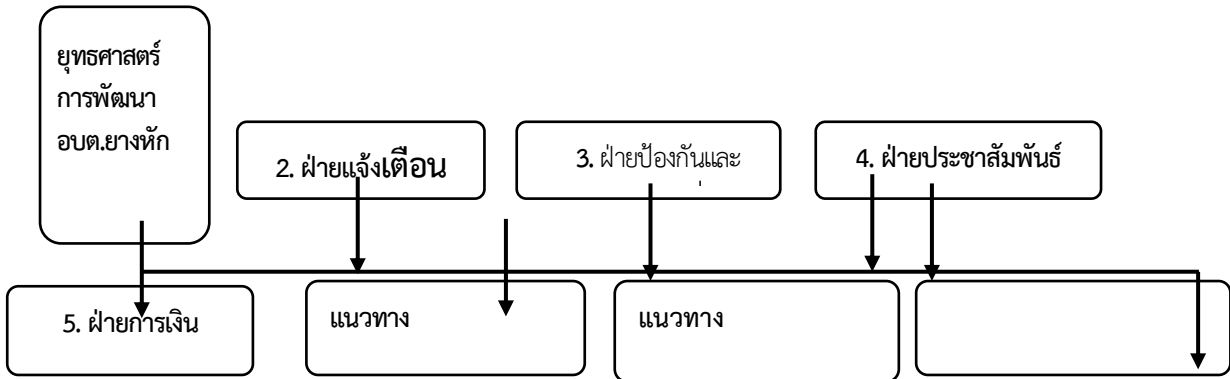 ยุทธศาสตร์
การพัฒนา
อบต.ยางหัก
2. ฝ่ายแจ้งเตือน
3. ฝ่ายป้องกันและ
4. ฝ่ายประชาสัมพันธ์
5. ฝ่ายการเงิน
แนวทาง
แนวทาง